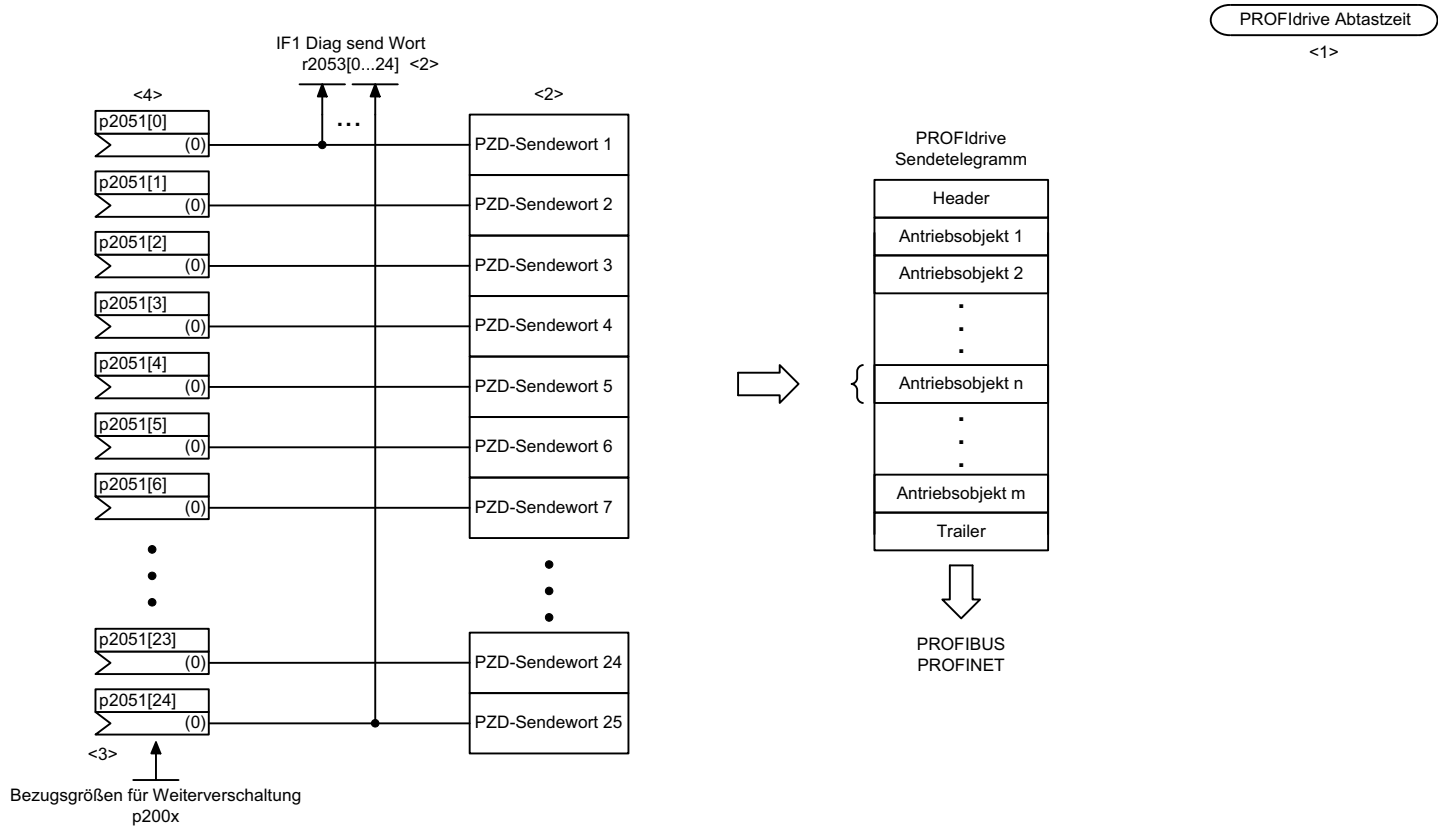 PROFIdrive Abtastzeit
<1>
IF1 Diag send Wort
r2053[0...24] <2>
<4>
<2>
p2051[0]
(0)
...
PZD-Sendewort 1
p2051[1]
(0)
PZD-Sendewort 2
p2051[2]
(0)
PZD-Sendewort 3
p2051[3]
(0)
PZD-Sendewort 4
p2051[4]
(0)
PZD-Sendewort 5
p2051[5]
(0)
PZD-Sendewort 6
p2051[6]
(0)
PZD-Sendewort 7
p2051[23]
(0)
PZD-Sendewort 24
p2051[24]
(0)
PZD-Sendewort 25
<3>
Bezugsgrößen für Weiterverschaltung
p200x
PROFIdrive
Sendetelegramm
Header
Antriebsobjekt 1
Antriebsobjekt 2
Antriebsobjekt n
Antriebsobjekt m
Trailer
PROFIBUS
PROFINET